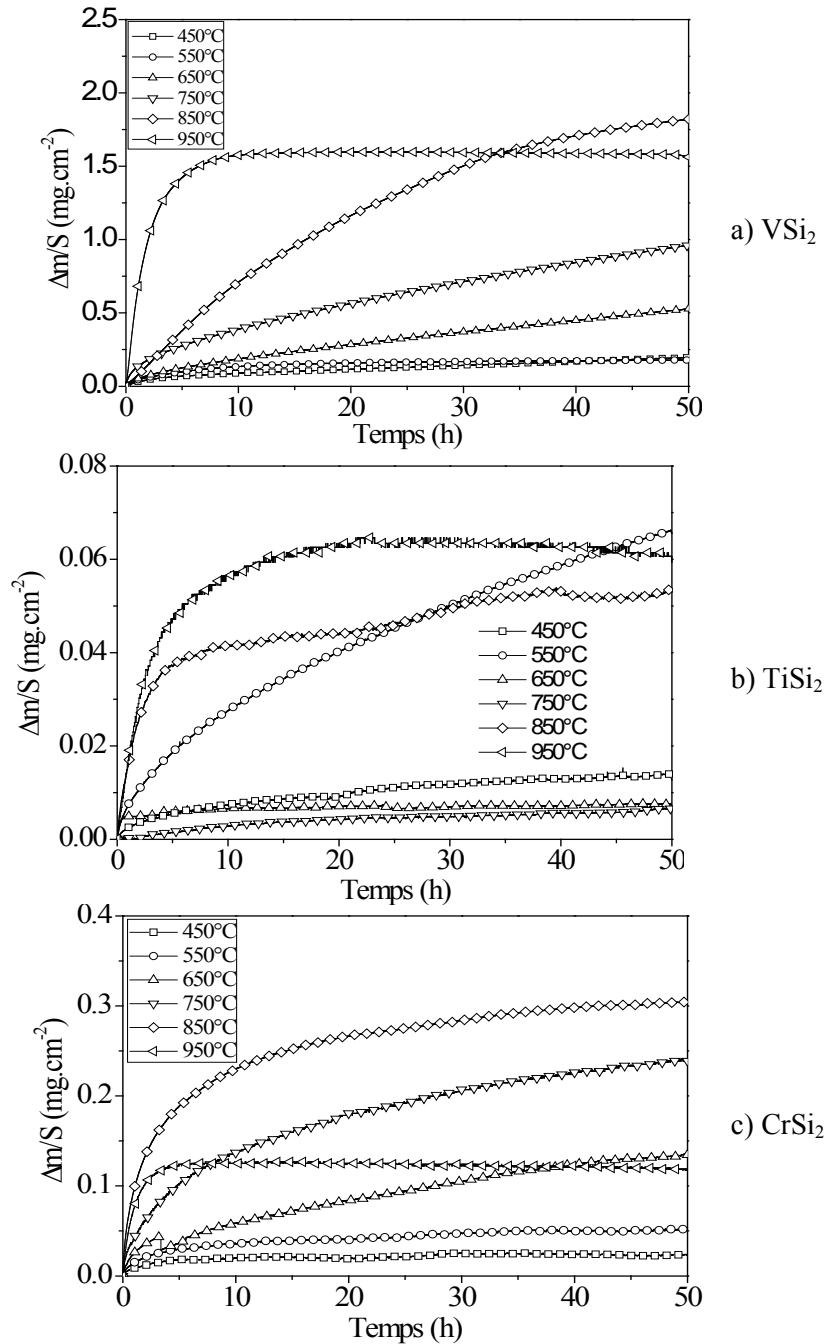 2.5
2.0
1.5
1.0
0.5
0.0
Δm/S (mg.cm⁻²)
450°C
550°C
650°C
750°C
850°C
950°C
0 10 20 30 40 50
Temps (h)
a) VSi₂
0.08
0.06
0.04
0.02
0.00
Δm/S (mg.cm⁻²)
450°C
550°C
650°C
750°C
850°C
950°C
0 10 20 30 40 50
Temps (h)
b) TiSi₂
0.4
0.3
0.2
0.1
0.0
Δm/S (mg.cm⁻²)
450°C
550°C
650°C
750°C
850°C
950°C
0 10 20 30 40 50
Temps (h)
c) CrSi₂